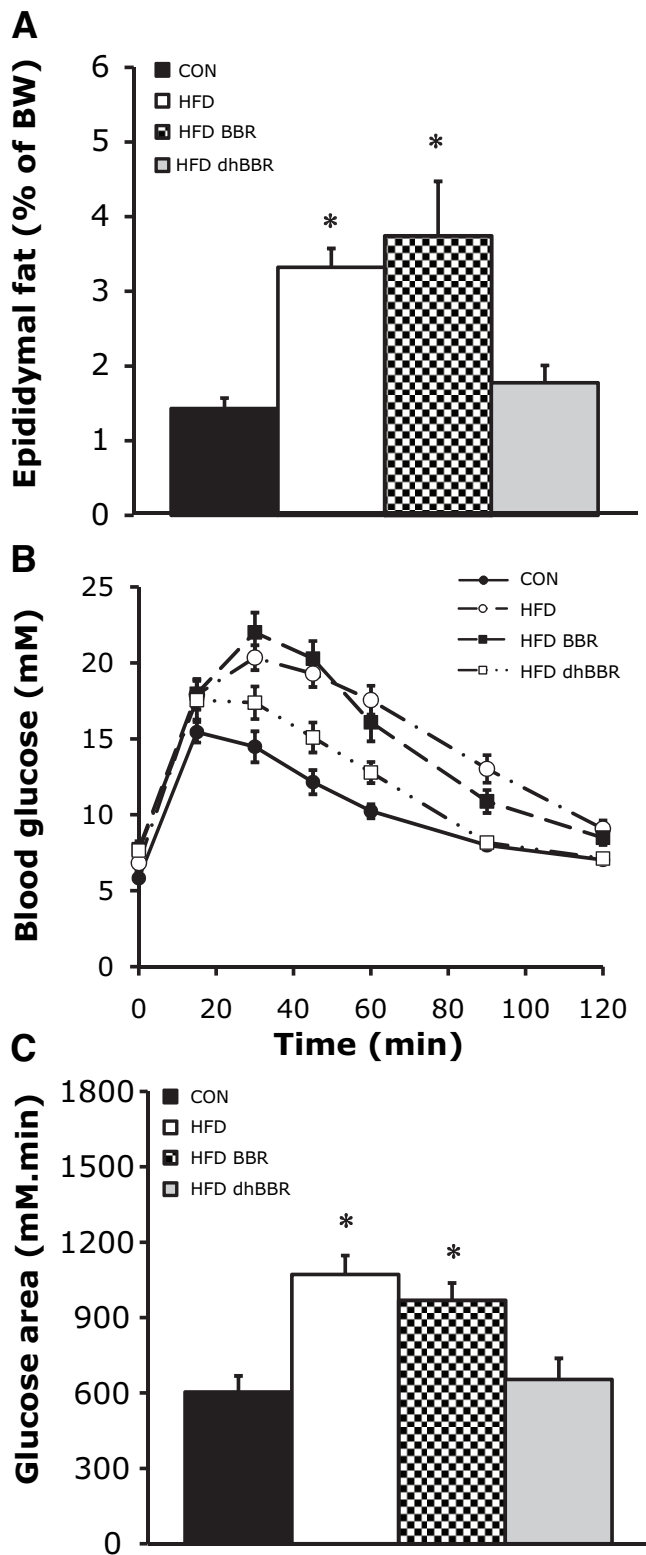 A
Epididymal fat (% of BW)
6
5
4
3
2
1
0
CON
HFD
HFD BBR
HFD dhBBR
*
*
B
Blood glucose (mM)
25
20
15
10
5
0
CON
HFD
HFD BBR
HFD dhBBR
0 20 40 60 80 100 120
Time (min)
C
Glucose area (mM.min)
1800
1500
1200
900
600
300
0
CON
HFD
HFD BBR
HFD dhBBR
*
*